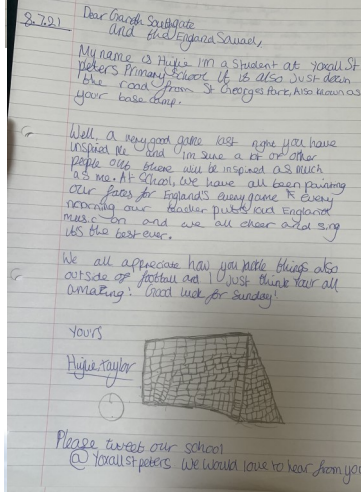 8.7.21
Dear Gareth Southgate
and the England Squad,
My name is Hughie I'm a student at Yoxall St
peters Primary School it is also Just down
the road from St Georges Park, Also known as
your base camp.
Well, a very good game last night you have
inspired me and im sure a lot of other
people out there will be inspired as much
as me. At School, we have all been painting
our faces for England's every game & every
morning our teacher puts loud England
music on and we all cheer and sing
its the best ever.
We all appreciate how you tackle things also
outside of football and I Just think Your all
amazing! Good luck for Sunday!
Yours
Hughie Taylor
Please tweet our school
@Yoxallstpeters We would love to hear from you